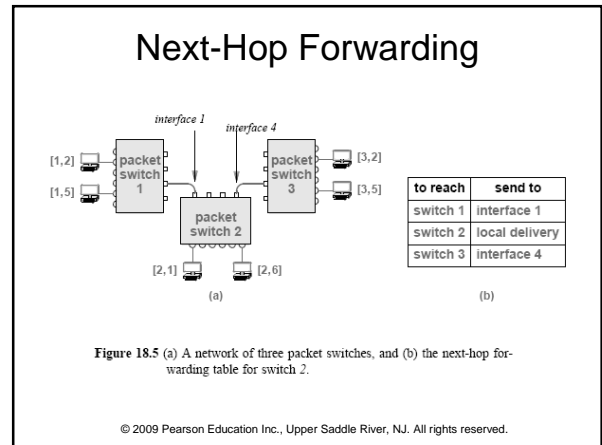 Next-Hop Forwarding
interface 1
interface 4
[1,2]
[1,5]
packet
switch
1
packet
switch
3
[3,2]
[3,5]
packet
switch 2
[2,1]
[2,6]
(a)
to reach send to
switch 1 interface 1
switch 2 local delivery
switch 3 interface 4
(b)
Figure 18.5 (a) A network of three packet switches, and (b) the next-hop for-
warding table for switch 2.
© 2009 Pearson Education Inc., Upper Saddle River, NJ. All rights reserved.